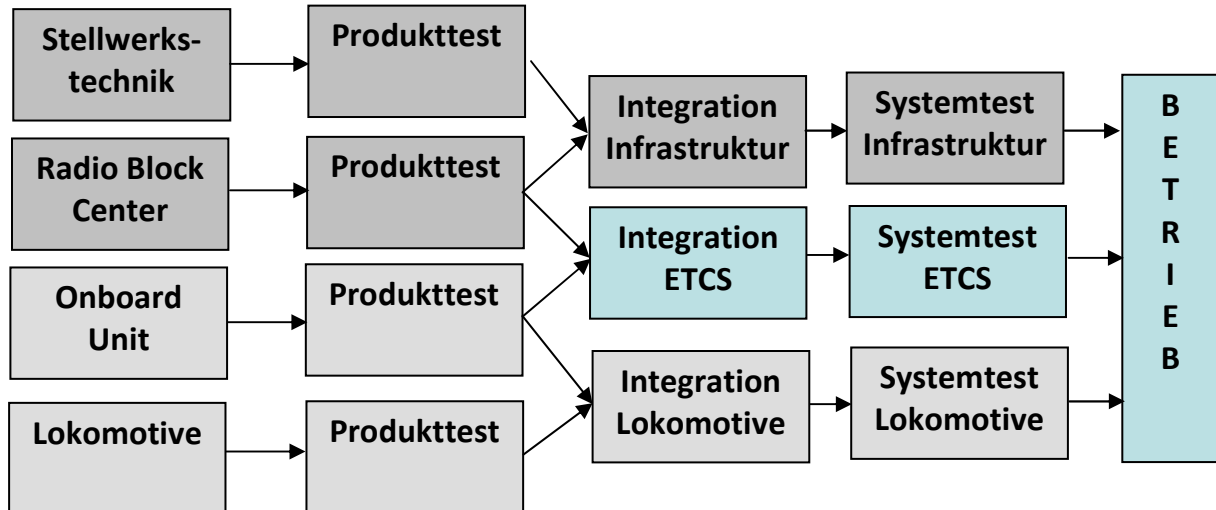 Stellwerks-
technik
Produkttest
Radio Block
Center
Produkttest
Onboard
Unit
Produkttest
Lokomotive
Produkttest
Integration
Infrastruktur
Systemtest
Infrastruktur
Integration
ETCS
Systemtest
ETCS
Integration
Lokomotive
Systemtest
Lokomotive
B
E
T
R
I
E
B